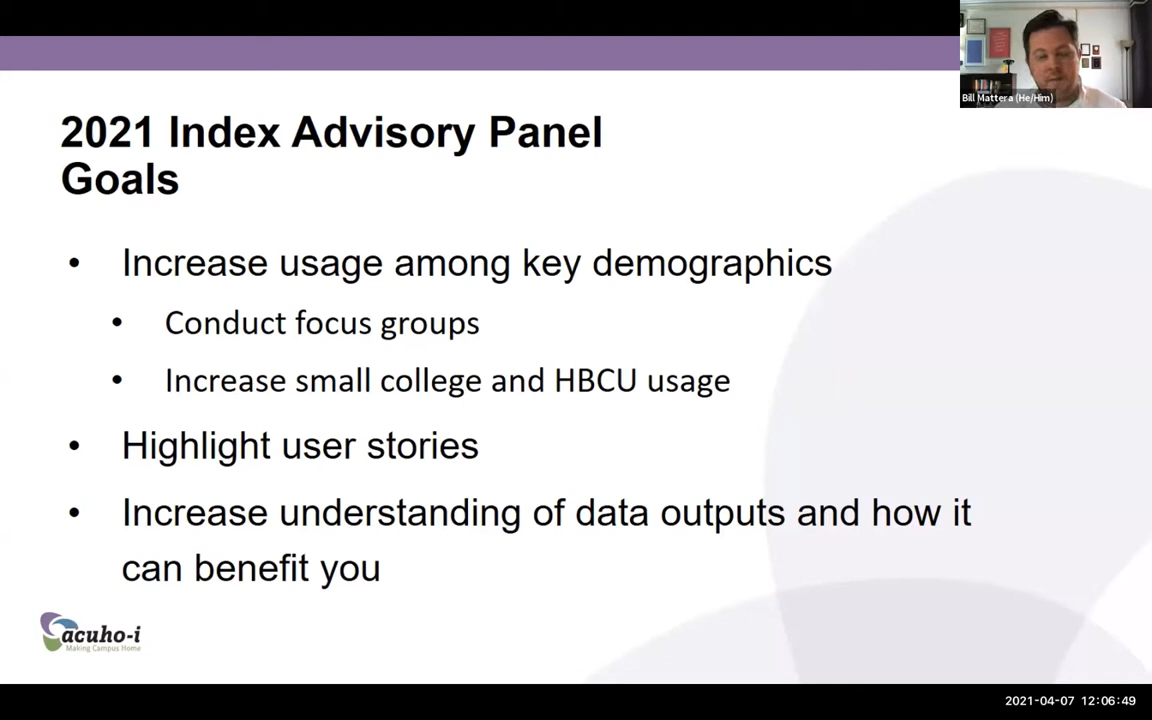 Bill Mattera (He/Him)
2021 Index Advisory Panel
Goals
• Increase usage among key demographics
• Conduct focus groups
• Increase small college and HBCU usage
• Highlight user stories
• Increase understanding of data outputs and how it
can benefit you
acuho-i
Making Campus Home
2021-04-07 12:06:49